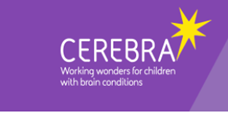 CEREBRA
Working wonders for children
with brain conditions